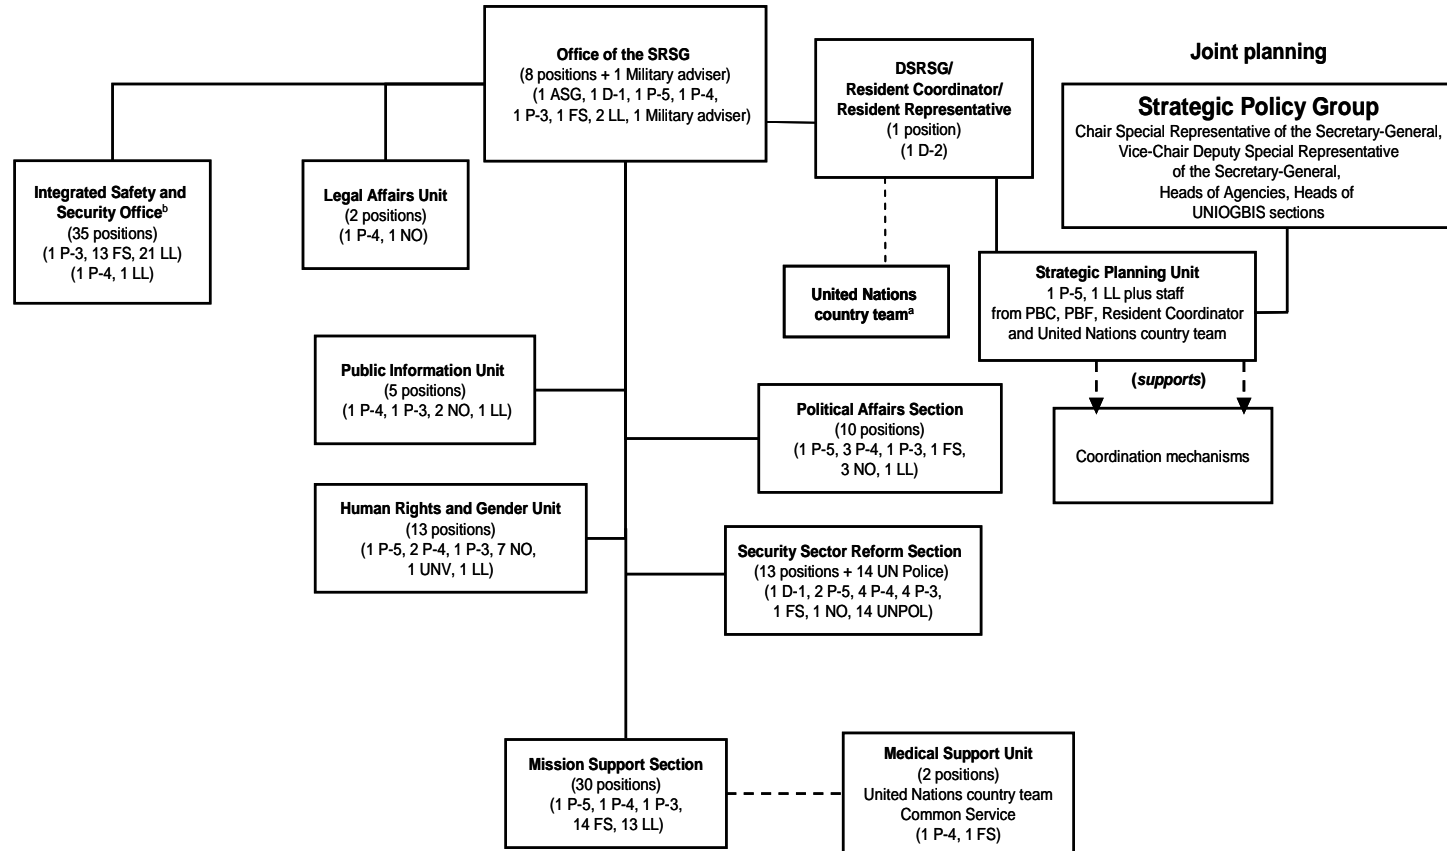 Office of the SRSG
(8 positions + 1 Military adviser)
(1 ASG, 1 D-1, 1 P-5, 1 P-4,
1 P-3, 1 FS, 2 LL, 1 Military adviser)
DSRSG/
Resident Coordinator/
Resident Representative
(1 position)
(1 D-2)
Joint planning
Strategic Policy Group
Chair Special Representative of the Secretary-General,
Vice-Chair Deputy Special Representative
of the Secretary-General,
Heads of Agencies, Heads of
UNIOGBIS sections
Integrated Safety and
Security Officeᵇ
(35 positions)
(1 P-3, 13 FS, 21 LL)
(1 P-4, 1 LL)
Legal Affairs Unit
(2 positions)
(1 P-4, 1 NO)
United Nations
country teamᵃ
Strategic Planning Unit
1 P-5, 1 LL plus staff
from PBC, PBF, Resident Coordinator
and United Nations country team
(supports)
Coordination mechanisms
Public Information Unit
(5 positions)
(1 P-4, 1 P-3, 2 NO, 1 LL)
Political Affairs Section
(10 positions)
(1 P-5, 3 P-4, 1 P-3, 1 FS,
3 NO, 1 LL)
Human Rights and Gender Unit
(13 positions)
(1 P-5, 2 P-4, 1 P-3, 7 NO,
1 UNV, 1 LL)
Security Sector Reform Section
(13 positions + 14 UN Police)
(1 D-1, 2 P-5, 4 P-4, 4 P-3,
1 FS, 1 NO, 14 UNPOL)
Mission Support Section
(30 positions)
(1 P-5, 1 P-4, 1 P-3,
14 FS, 13 LL)
Medical Support Unit
(2 positions)
United Nations country team
Common Service
(1 P-4, 1 FS)